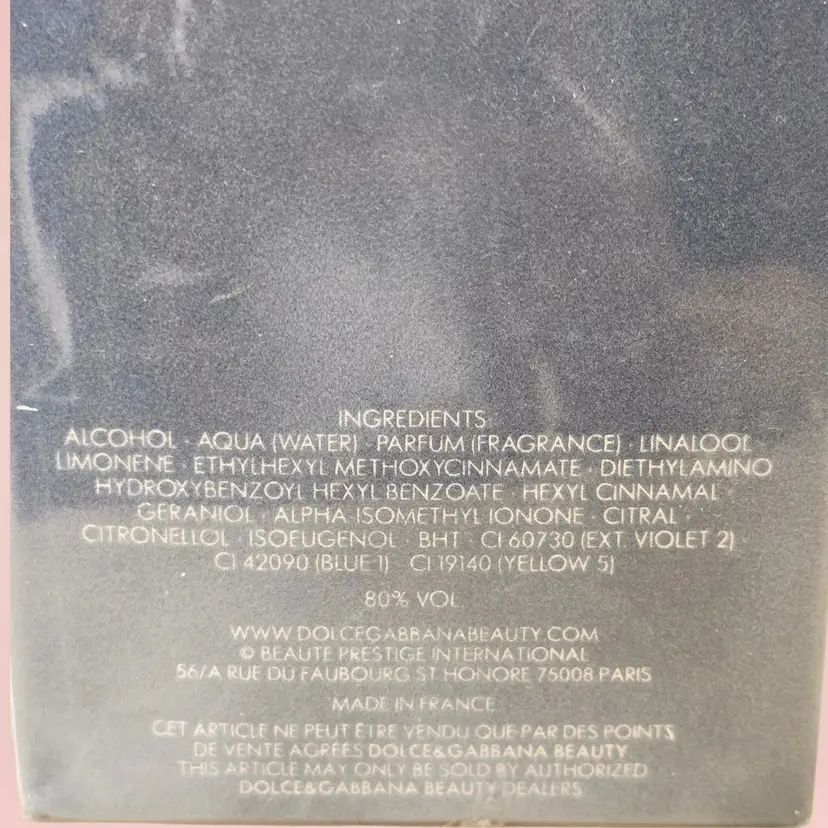 INGREDIENTS
ALCOHOL · AQUA (WATER) · PARFUM (FRAGRANCE) · LINALOOL
LIMONENE · ETHYLHEXYL METHOXYCINNAMATE · DIETHYLAMINO
HYDROXYBENZOYL HEXYL BENZOATE · HEXYL CINNAMAL ·
GERANIOL · ALPHA ISOMETHYL IONONE · CITRAL ·
CITRONELLOL · ISOEUGENOL · BHT · CI 60730 (EXT. VIOLET 2) ·
CI 42090 (BLUE 1) CI 19140 (YELLOW 5)
80% VOL.
WWW.DOLCEGABBANABEAUTY.COM
© BEAUTE PRESTIGE INTERNATIONAL
56/A RUE DU FAUBOURG ST HONORE 75008 PARIS
MADE IN FRANCE
CET ARTICLE NE PEUT ÊTRE VENDU QUE PAR DES POINTS
DE VENTE AGRÉÉS DOLCE&GABBANA BEAUTY
THIS ARTICLE MAY ONLY BE SOLD BY AUTHORIZED
DOLCE&GABBANA BEAUTY DEALERS